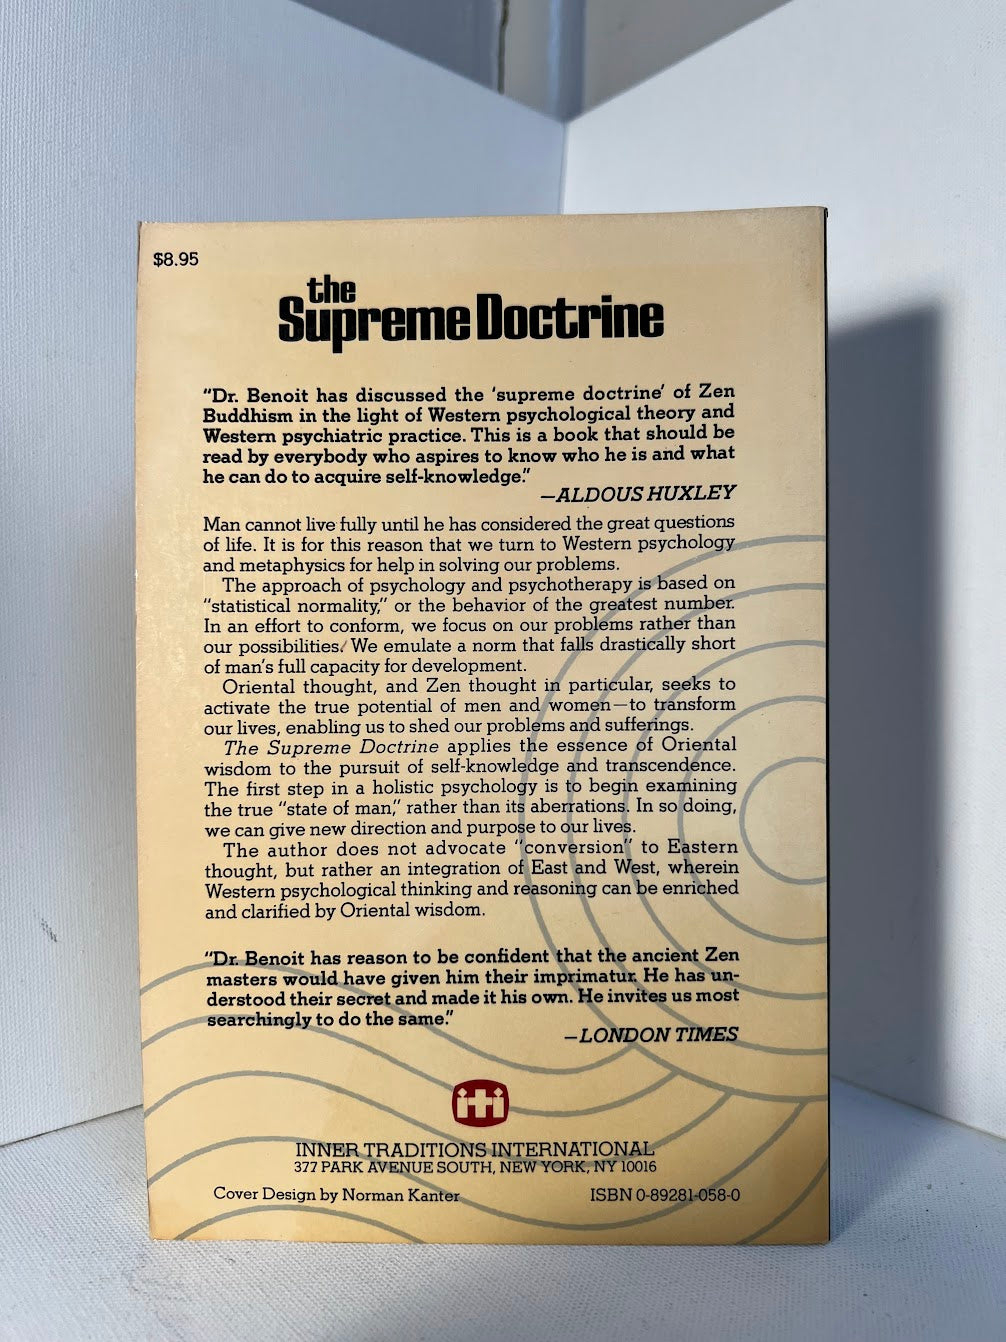 $8.95
the
Supreme Doctrine
"Dr. Benoit has discussed the 'supreme doctrine' of Zen
Buddhism in the light of Western psychological theory and
Western psychiatric practice. This is a book that should be
read by everybody who aspires to know who he is and what
he can do to acquire self-knowledge."
—ALDOUS HUXLEY
Man cannot live fully until he has considered the great questions
of life. It is for this reason that we turn to Western psychology
and metaphysics for help in solving our problems.
The approach of psychology and psychotherapy is based on
"statistical normality," or the behavior of the greatest number.
In an effort to conform, we focus on our problems rather than
our possibilities. We emulate a norm that falls drastically short
of man's full capacity for development.
Oriental thought, and Zen thought in particular, seeks to
activate the true potential of men and women—to transform
our lives, enabling us to shed our problems and sufferings.
The Supreme Doctrine applies the essence of Oriental
wisdom to the pursuit of self-knowledge and transcendence.
The first step in a holistic psychology is to begin examining
the true "state of man," rather than its aberrations. In so doing,
we can give new direction and purpose to our lives.
The author does not advocate "conversion" to Eastern
thought, but rather an integration of East and West, wherein
Western psychological thinking and reasoning can be enriched
and clarified by Oriental wisdom.
"Dr. Benoit has reason to be confident that the ancient Zen
masters would have given him their imprimatur. He has un-
derstood their secret and made it his own. He invites us most
searchingly to do the same."
—LONDON TIMES
iti
INNER TRADITIONS INTERNATIONAL
377 PARK AVENUE SOUTH, NEW YORK, NY 10016
Cover Design by Norman Kanter
ISBN 0-89281-058-0